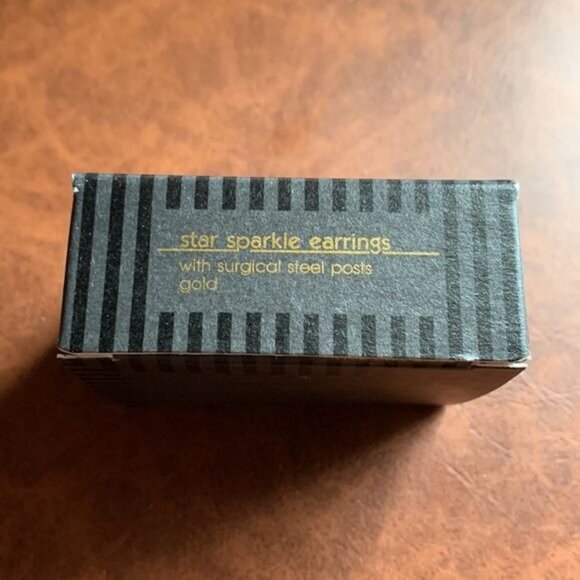 star sparkle earrings
with surgical steel posts
gold